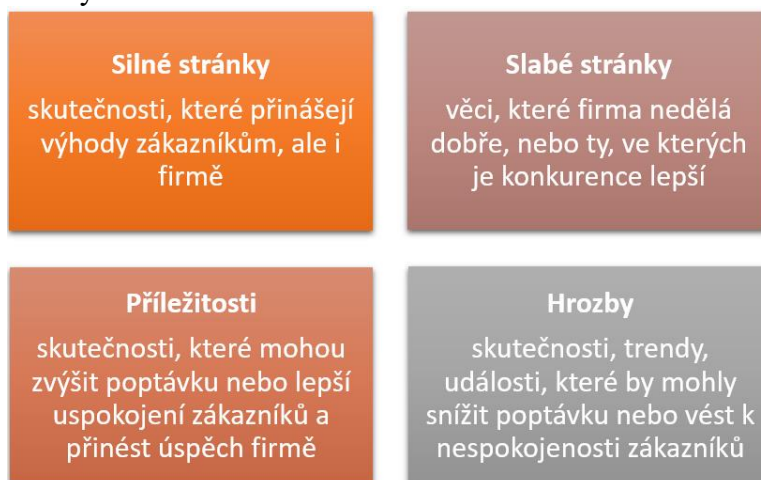 Silné stránky
skutečnosti, které přinášejí
výhody zákazníkům, ale i
firmě
Slabé stránky
věci, které firma nedělá
dobře, nebo ty, ve kterých
je konkurence lepší
Příležitosti
skutečnosti, které mohou
zvýšit poptávku nebo lepší
uspokojení zákazníků a
přinést úspěch firmě
Hrozby
skutečnosti, trendy,
události, které by mohly
snížit poptávku nebo vést k
nespokojenosti zákazníků